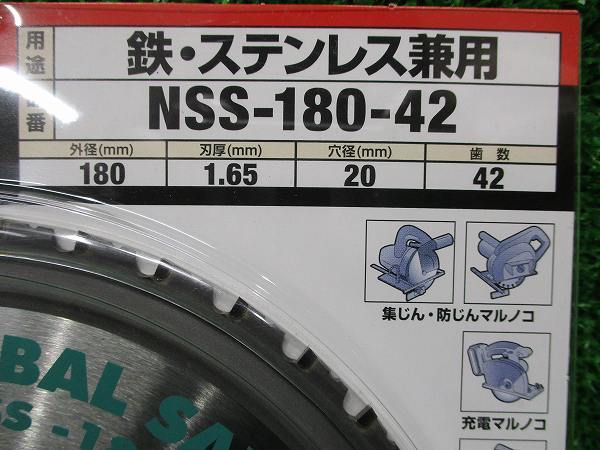 用途 鉄・ステンレス兼用
品番 NSS-180-42
外径(mm) 刃厚(mm) 穴径(mm) 歯数
180 1.65 20 42
集じん・防じんマルノコ
充電マルノコ
BAL SA